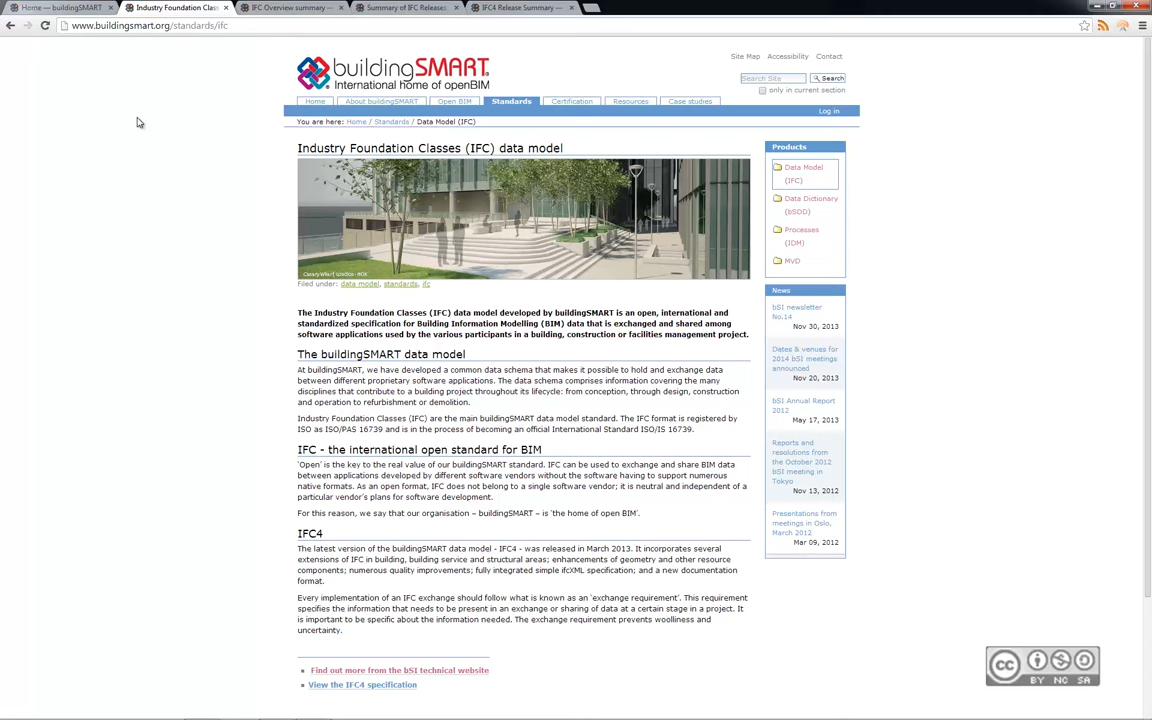 Home — buildingSMART
Industry Foundation Class
IFC Overview summary —
Summary of IFC Releases
IFC4 Release Summary —
www.buildingsmart.org/standards/ifc
Site Map Accessibility Contact
buildingSMART
International home of openBIM
Search Site Search
only in current section
Home About buildingSMART Open BIM Standards Certification Resources Case studies
Log in
You are here: Home / Standards / Data Model (IFC)
Industry Foundation Classes (IFC) data model
Filed under: data model, standards, ifc
The Industry Foundation Classes (IFC) data model developed by buildingSMART is an open, international and
standardized specification for Building Information Modelling (BIM) data that is exchanged and shared among
software applications used by the various participants in a building, construction or facilities management project.
The buildingSMART data model
At buildingSMART, we have developed a common data schema that makes it possible to hold and exchange data
between different proprietary software applications. The data schema comprises information covering the many
disciplines that contribute to a building project throughout its lifecycle: from conception, through design, construction
and operation to refurbishment or demolition.
Industry Foundation Classes (IFC) are the main buildingSMART data model standard. The IFC format is registered by
ISO as ISO/PAS 16739 and is in the process of becoming an official International Standard ISO/IS 16739.
IFC - the international open standard for BIM
'Open' is the key to the real value of our buildingSMART standard. IFC can be used to exchange and share BIM data
between applications developed by different software vendors without the software having to support numerous
native formats. As an open format, IFC does not belong to a single software vendor; it is neutral and independent of a
particular vendor's plans for software development.
For this reason, we say that our organisation – buildingSMART – is 'the home of open BIM'.
IFC4
The latest version of the buildingSMART data model - IFC4 - was released in March 2013. It incorporates several
extensions of IFC in building, building service and structural areas; enhancements of geometry and other resource
components; numerous quality improvements; fully integrated simple ifcXML specification; and a new documentation
format.
Every implementation of an IFC exchange should follow what is known as an 'exchange requirement'. This requirement
specifies the information that needs to be present in an exchange or sharing of data at a certain stage in a project. It
is important to be specific about the information needed. The exchange requirement prevents woolliness and
uncertainty.
Find out more from the bSI technical website
View the IFC4 specification
Products
Data Model
(IFC)
Data Dictionary
(bSDD)
Processes
(IDM)
MVD
News
bSI newsletter
No.14
Nov 30, 2013
Dates & venues for
2014 bSI meetings
announced
Nov 20, 2013
bSI Annual Report
2012
May 17, 2013
Reports and
resolutions from
the October 2012
bSI meeting in
Tokyo
Nov 13, 2012
Presentations from
meetings in Oslo,
March 2012
Mar 09, 2012
cc
BY NC SA